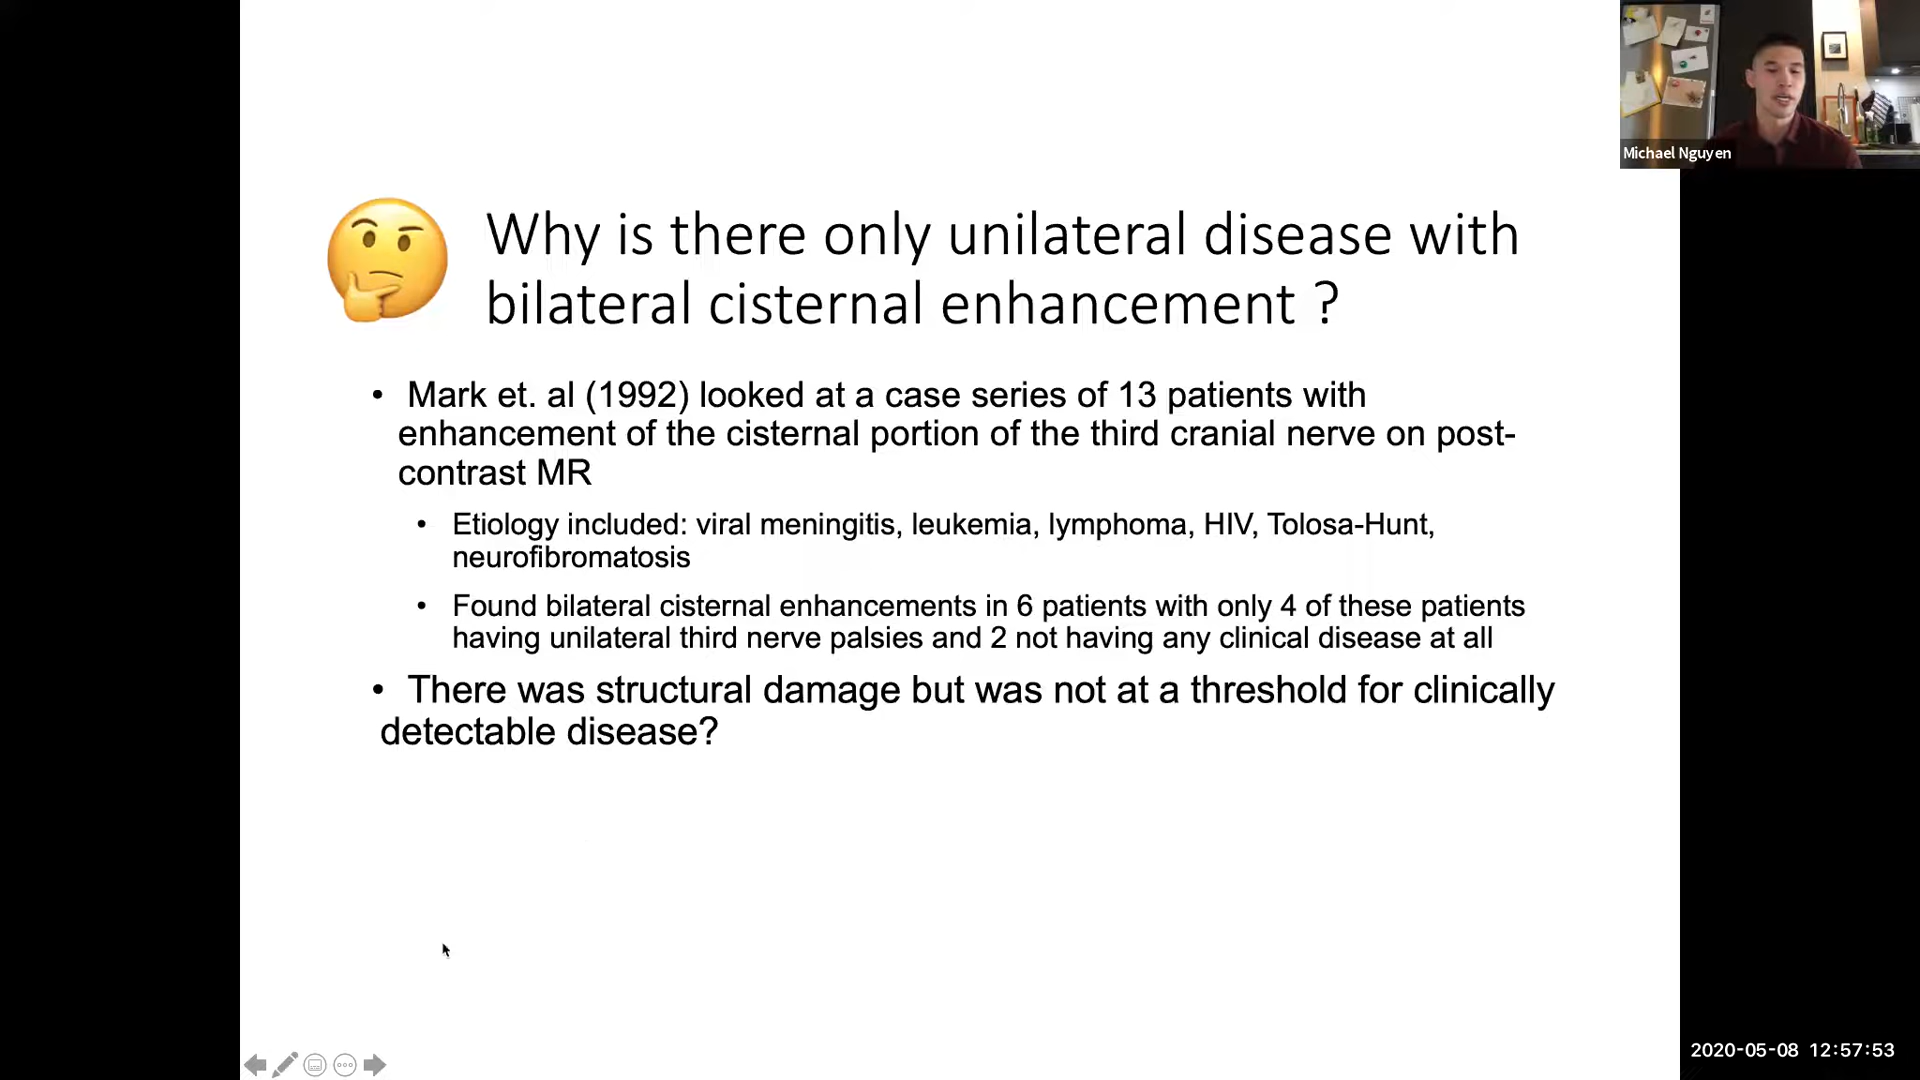 Michael Nguyen
Why is there only unilateral disease with
bilateral cisternal enhancement ?
• Mark et. al (1992) looked at a case series of 13 patients with
enhancement of the cisternal portion of the third cranial nerve on post-
contrast MR
• Etiology included: viral meningitis, leukemia, lymphoma, HIV, Tolosa-Hunt,
neurofibromatosis
• Found bilateral cisternal enhancements in 6 patients with only 4 of these patients
having unilateral third nerve palsies and 2 not having any clinical disease at all
• There was structural damage but was not at a threshold for clinically
detectable disease?
2020-05-08 12:57:53